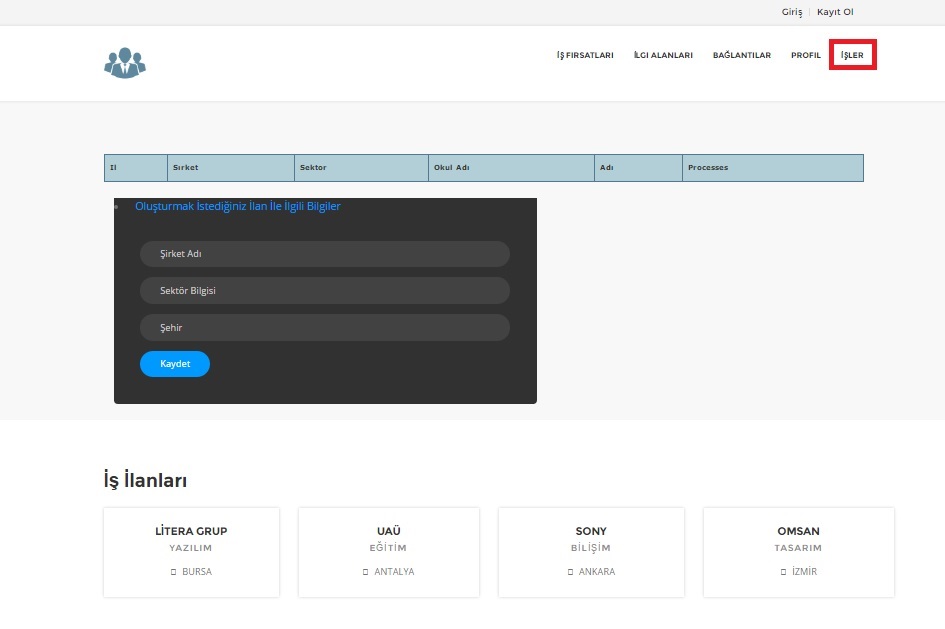 Giriş | Kayıt Ol
İŞ FIRSATLARI İLGI ALANLARI BAĞLANTILAR PROFIL İŞLER
Il Sırket Sektor Okul Adı Adı Processes
Oluşturmak İstediğiniz İlan İle İlgili Bilgiler
Şirket Adı
Sektör Bilgisi
Şehir
Kaydet
İş İlanları
LİTERA GRUP UAÜ SONY OMSAN
YAZILIM EĞİTİM BİLİŞİM TASARIM
BURSA ANTALYA ANKARA İZMİR